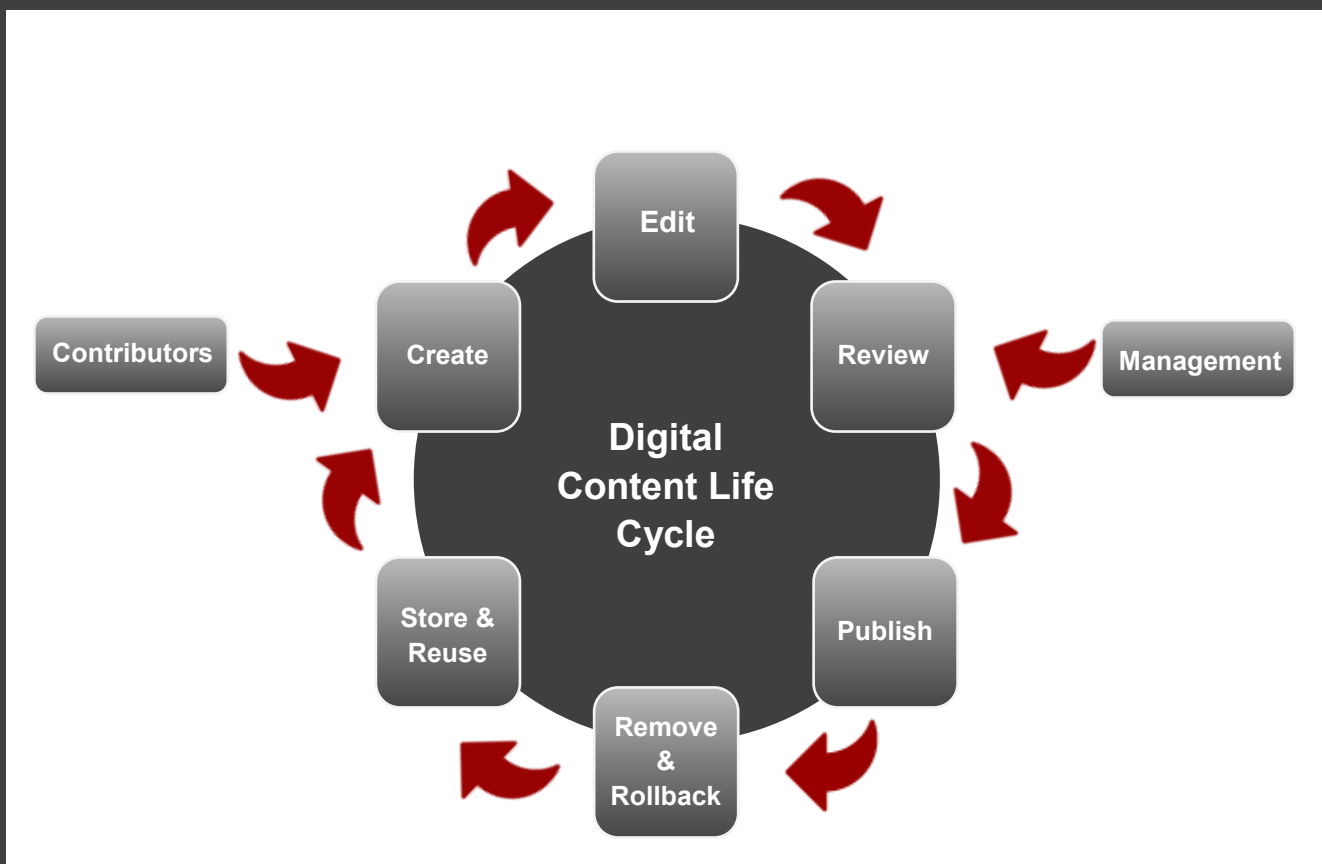 Edit
Contributors
Create
Review
Management
Digital
Content Life
Cycle
Store &
Reuse
Publish
Remove
&
Rollback